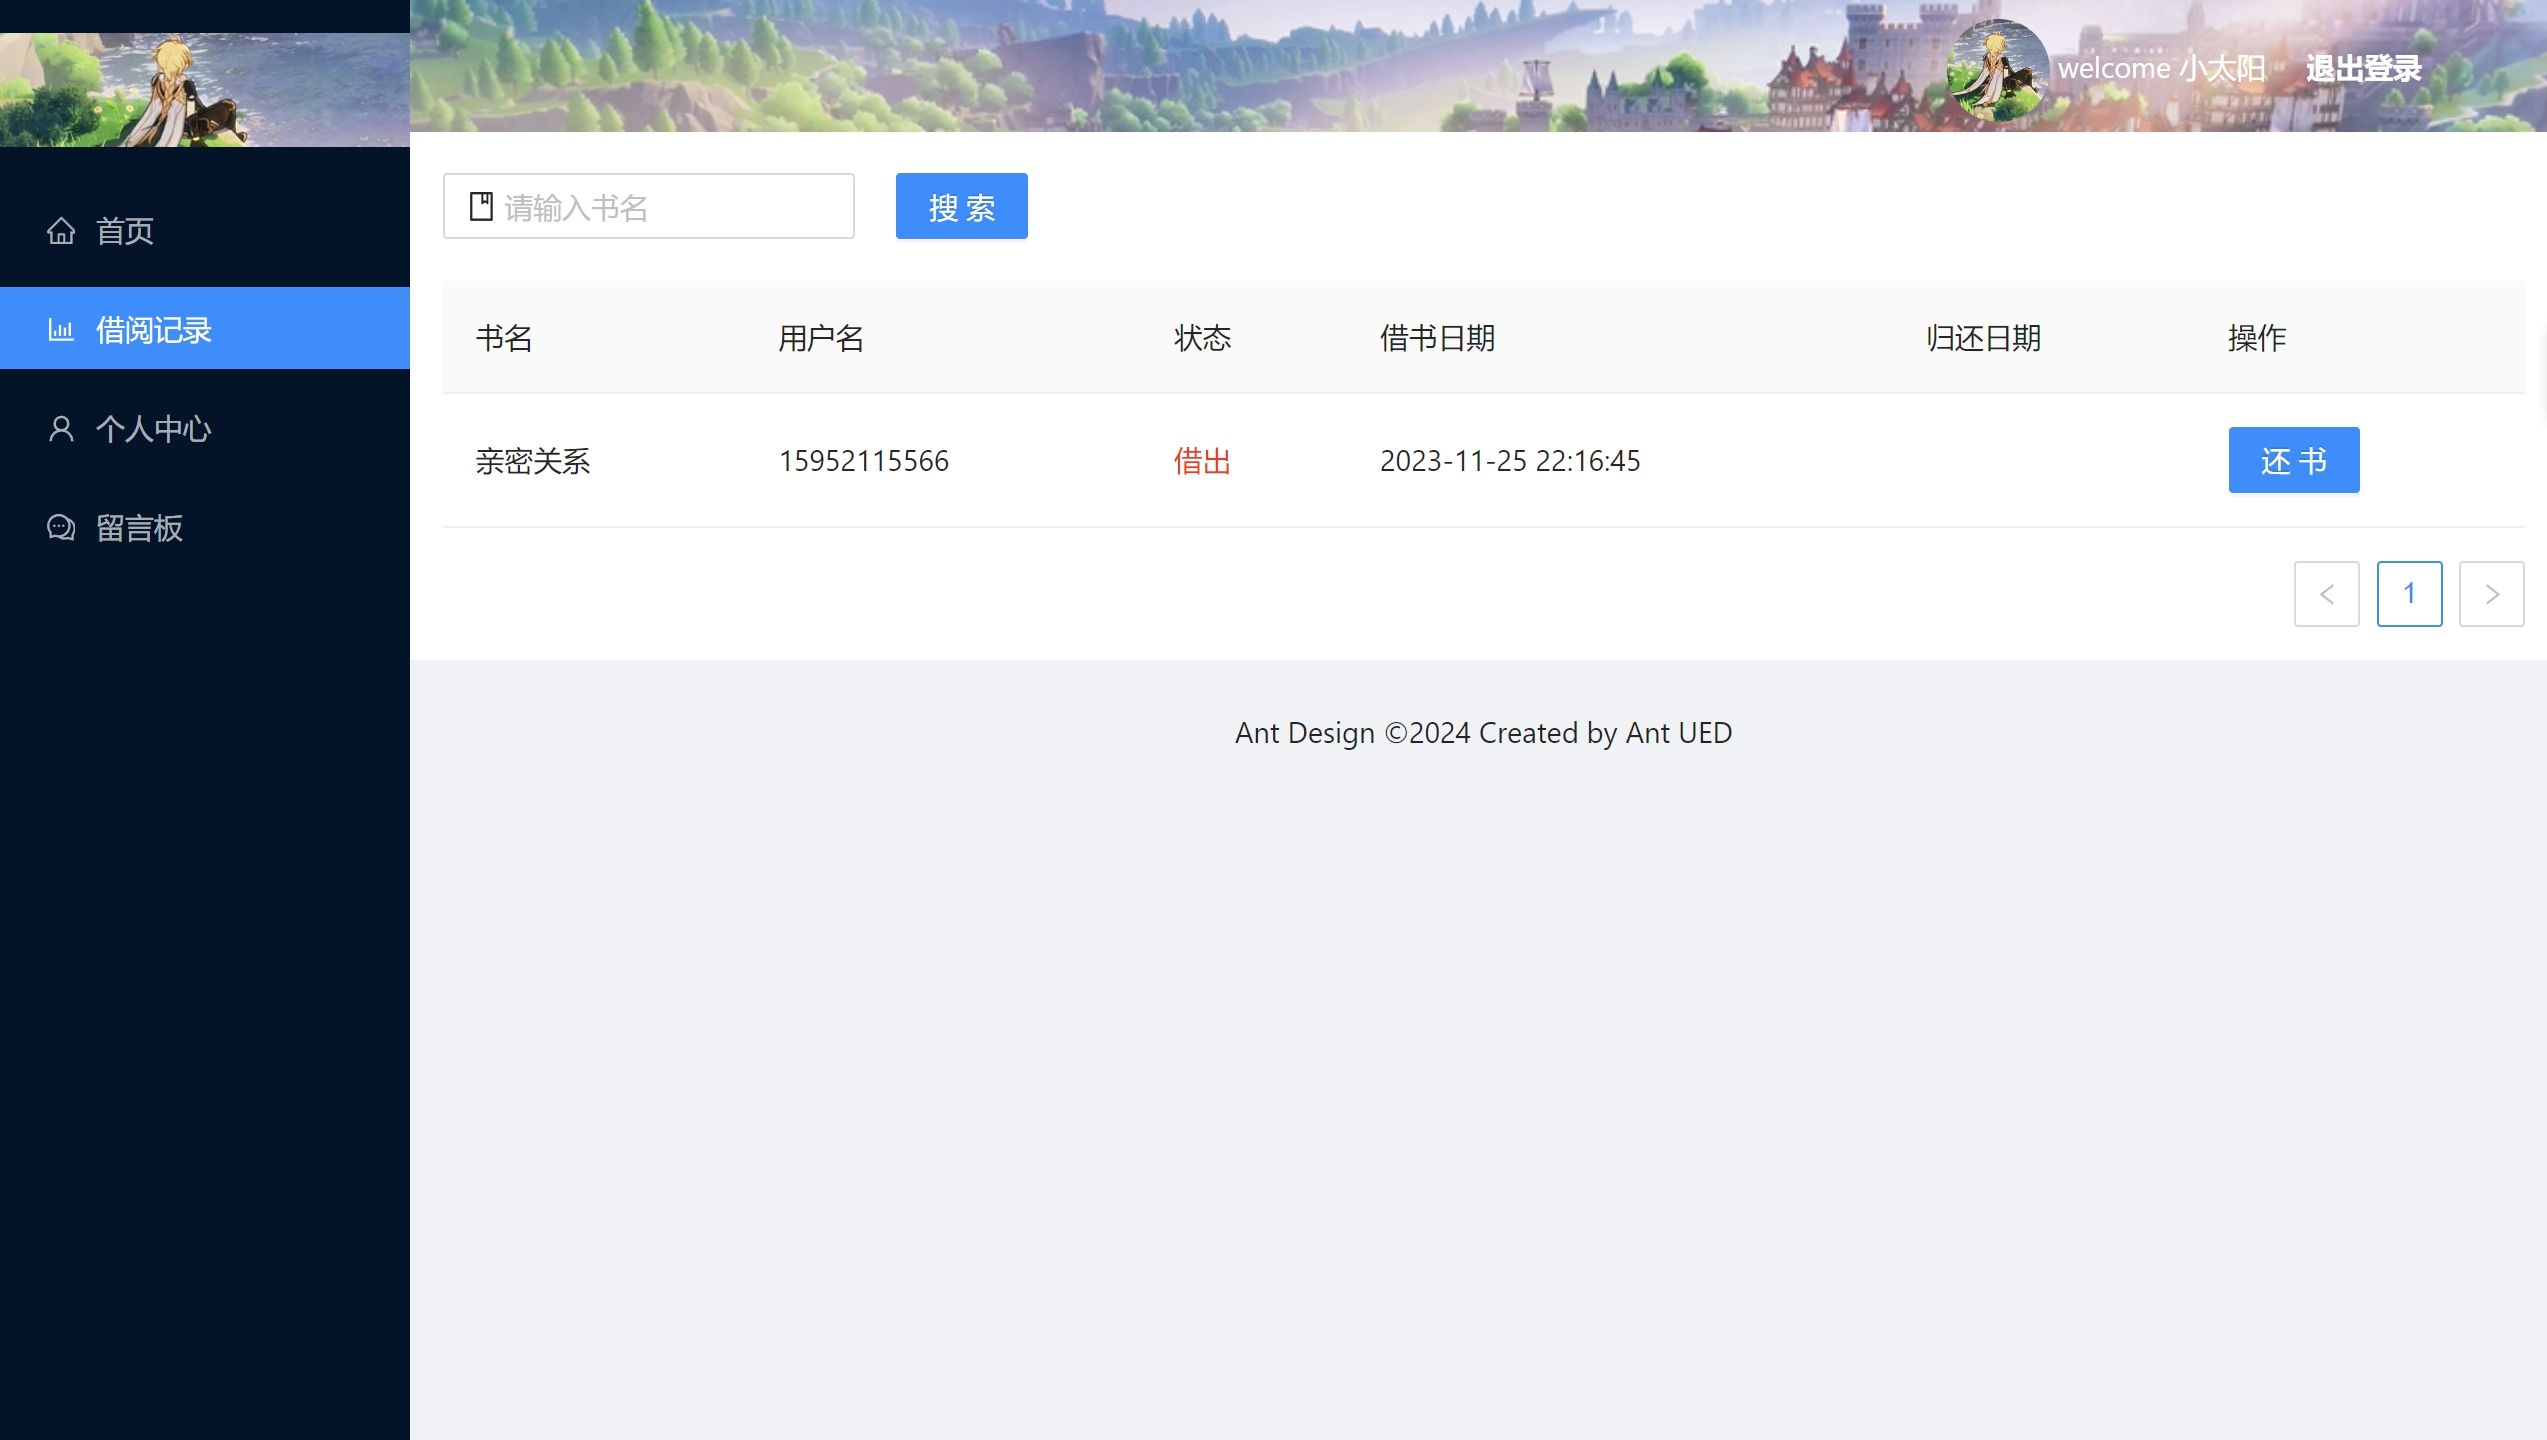 welcome 小太阳 退出登录
首页
借阅记录
个人中心
留言板
请输入书名 搜 索
书名 用户名 状态 借书日期 归还日期 操作
亲密关系 15952115566 借出 2023-11-25 22:16:45 还 书
< 1 >
Ant Design ©2024 Created by Ant UED